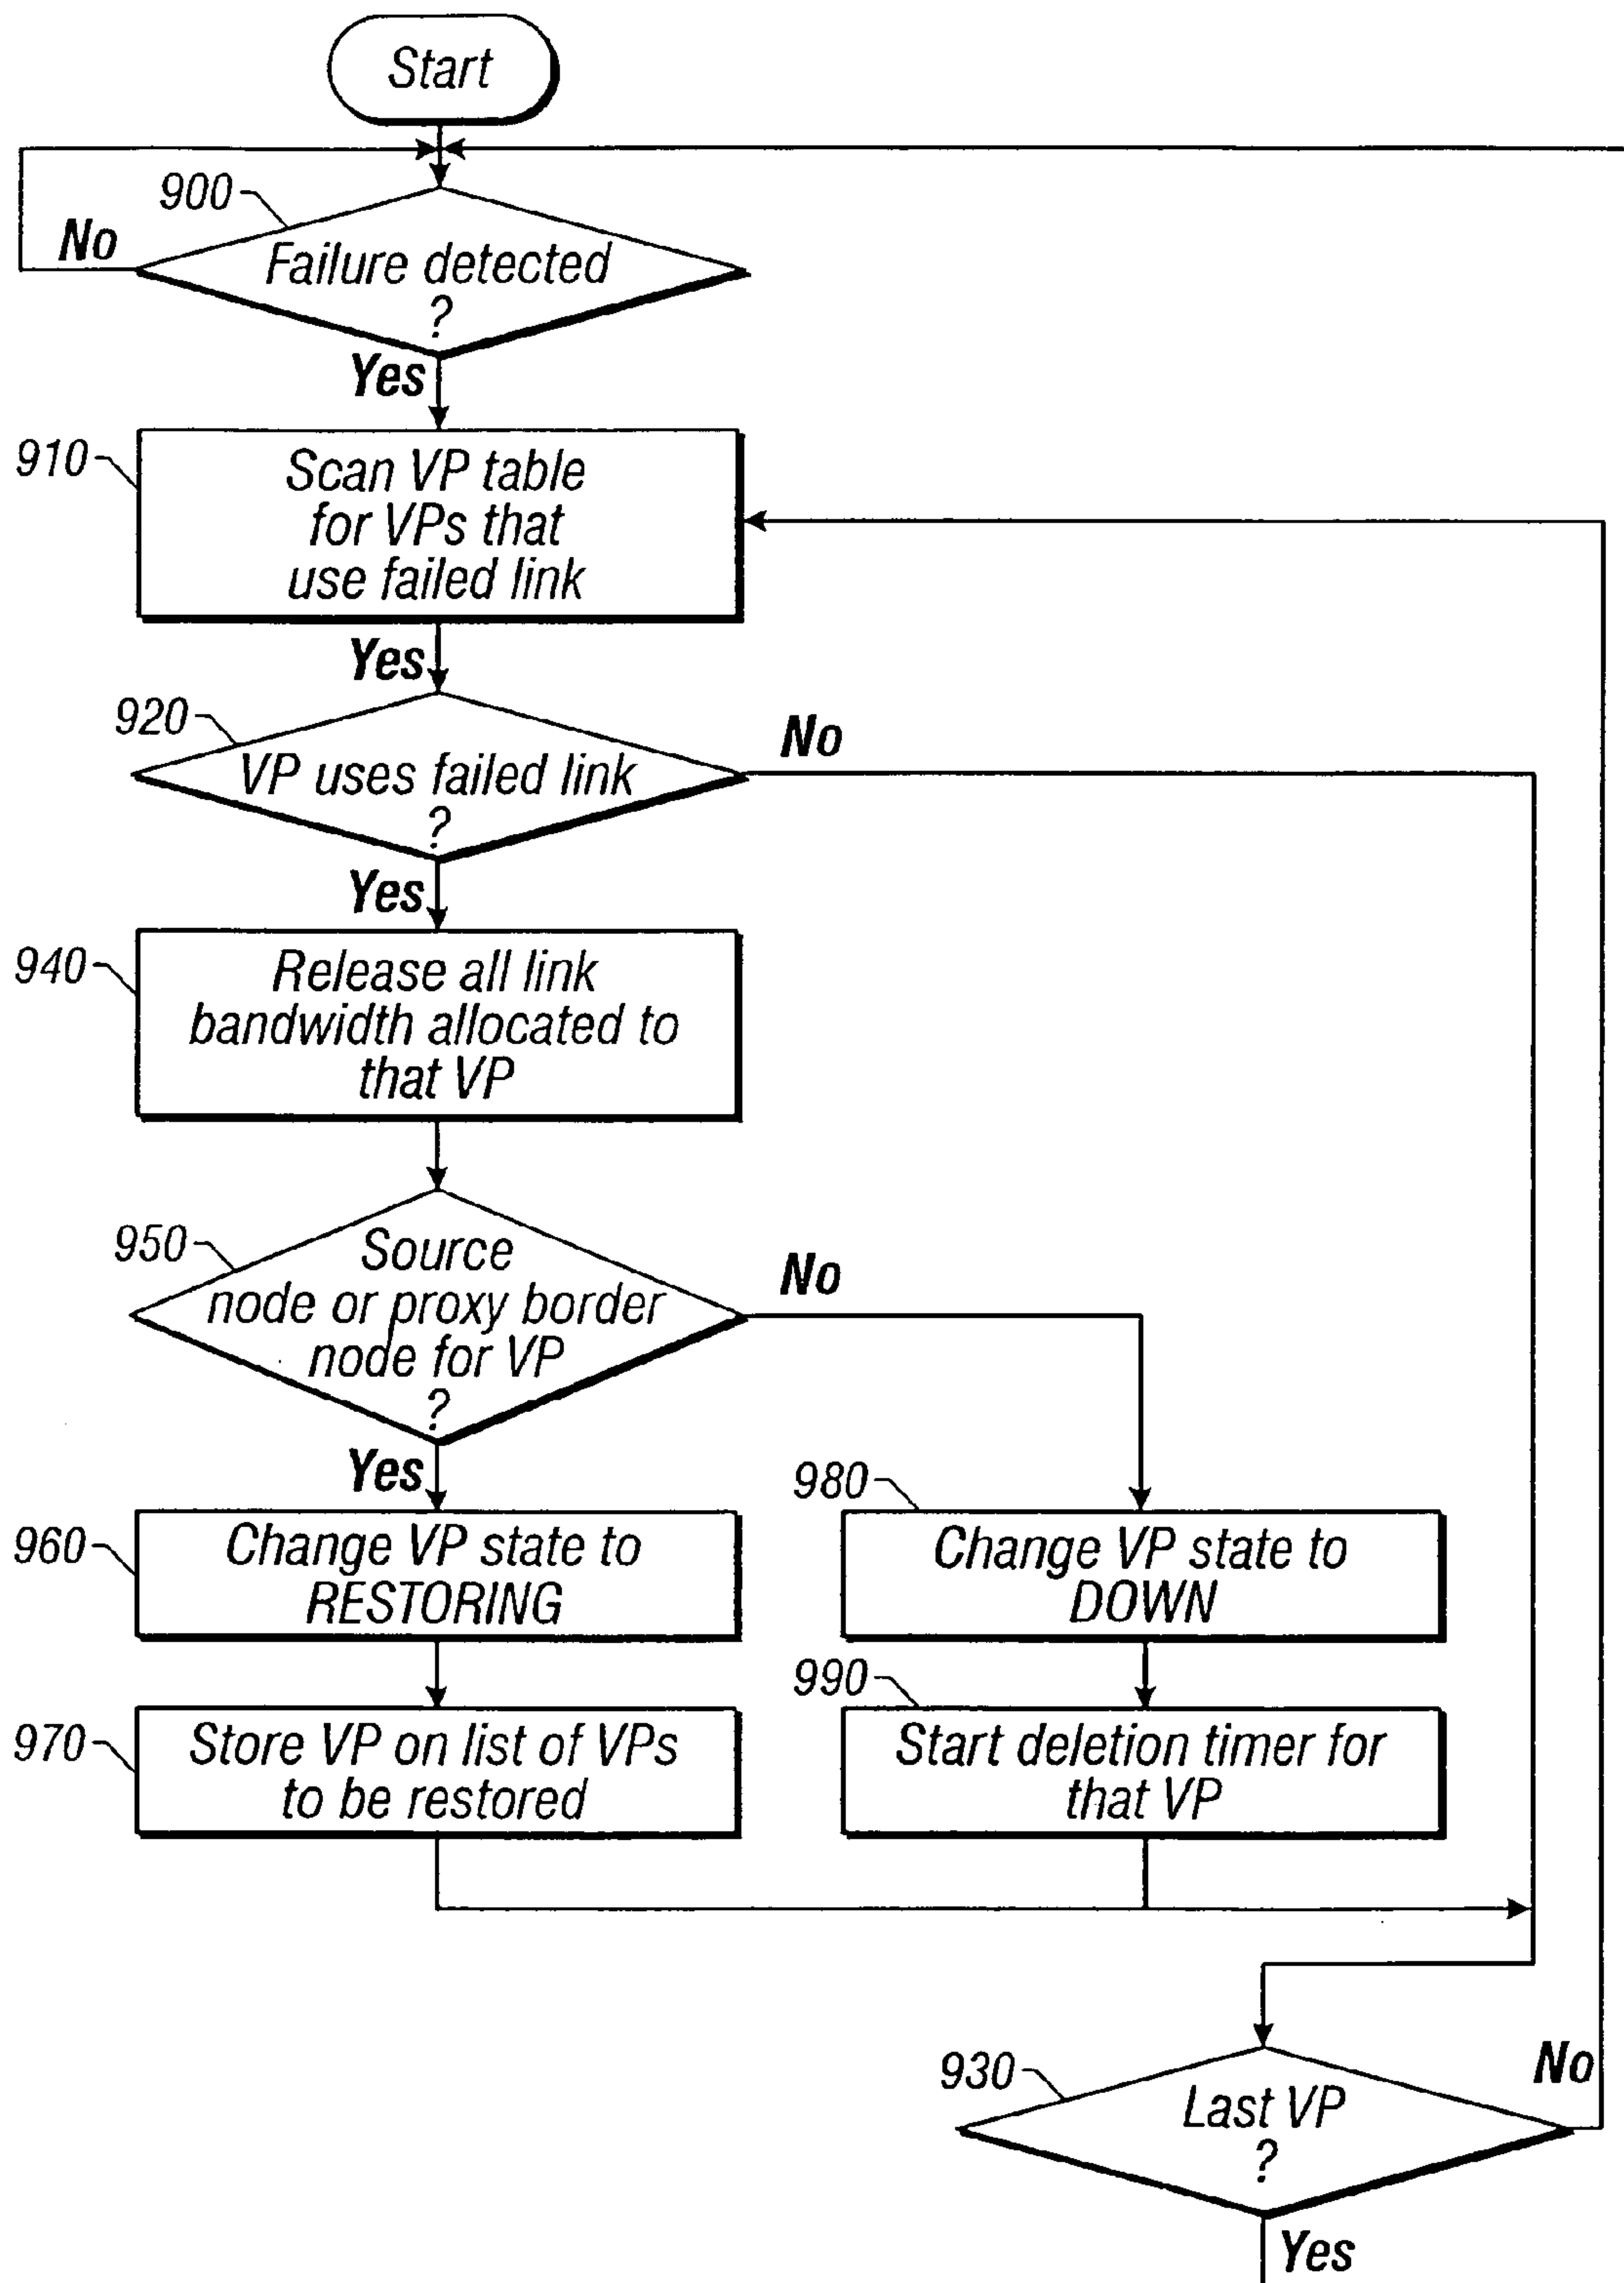 Start
900
No
Failure detected
?
Yes
910
Scan VP table
for VPs that
use failed link
Yes
920
No
VP uses failed link
?
Yes
940
Release all link
bandwidth allocated to
that VP
950
No
Source
node or proxy border
node for VP
?
Yes
960
Change VP state to
RESTORING
980
Change VP state to
DOWN
970
Store VP on list of VPs
to be restored
990
Start deletion timer for
that VP
930
No
Last VP
?
Yes